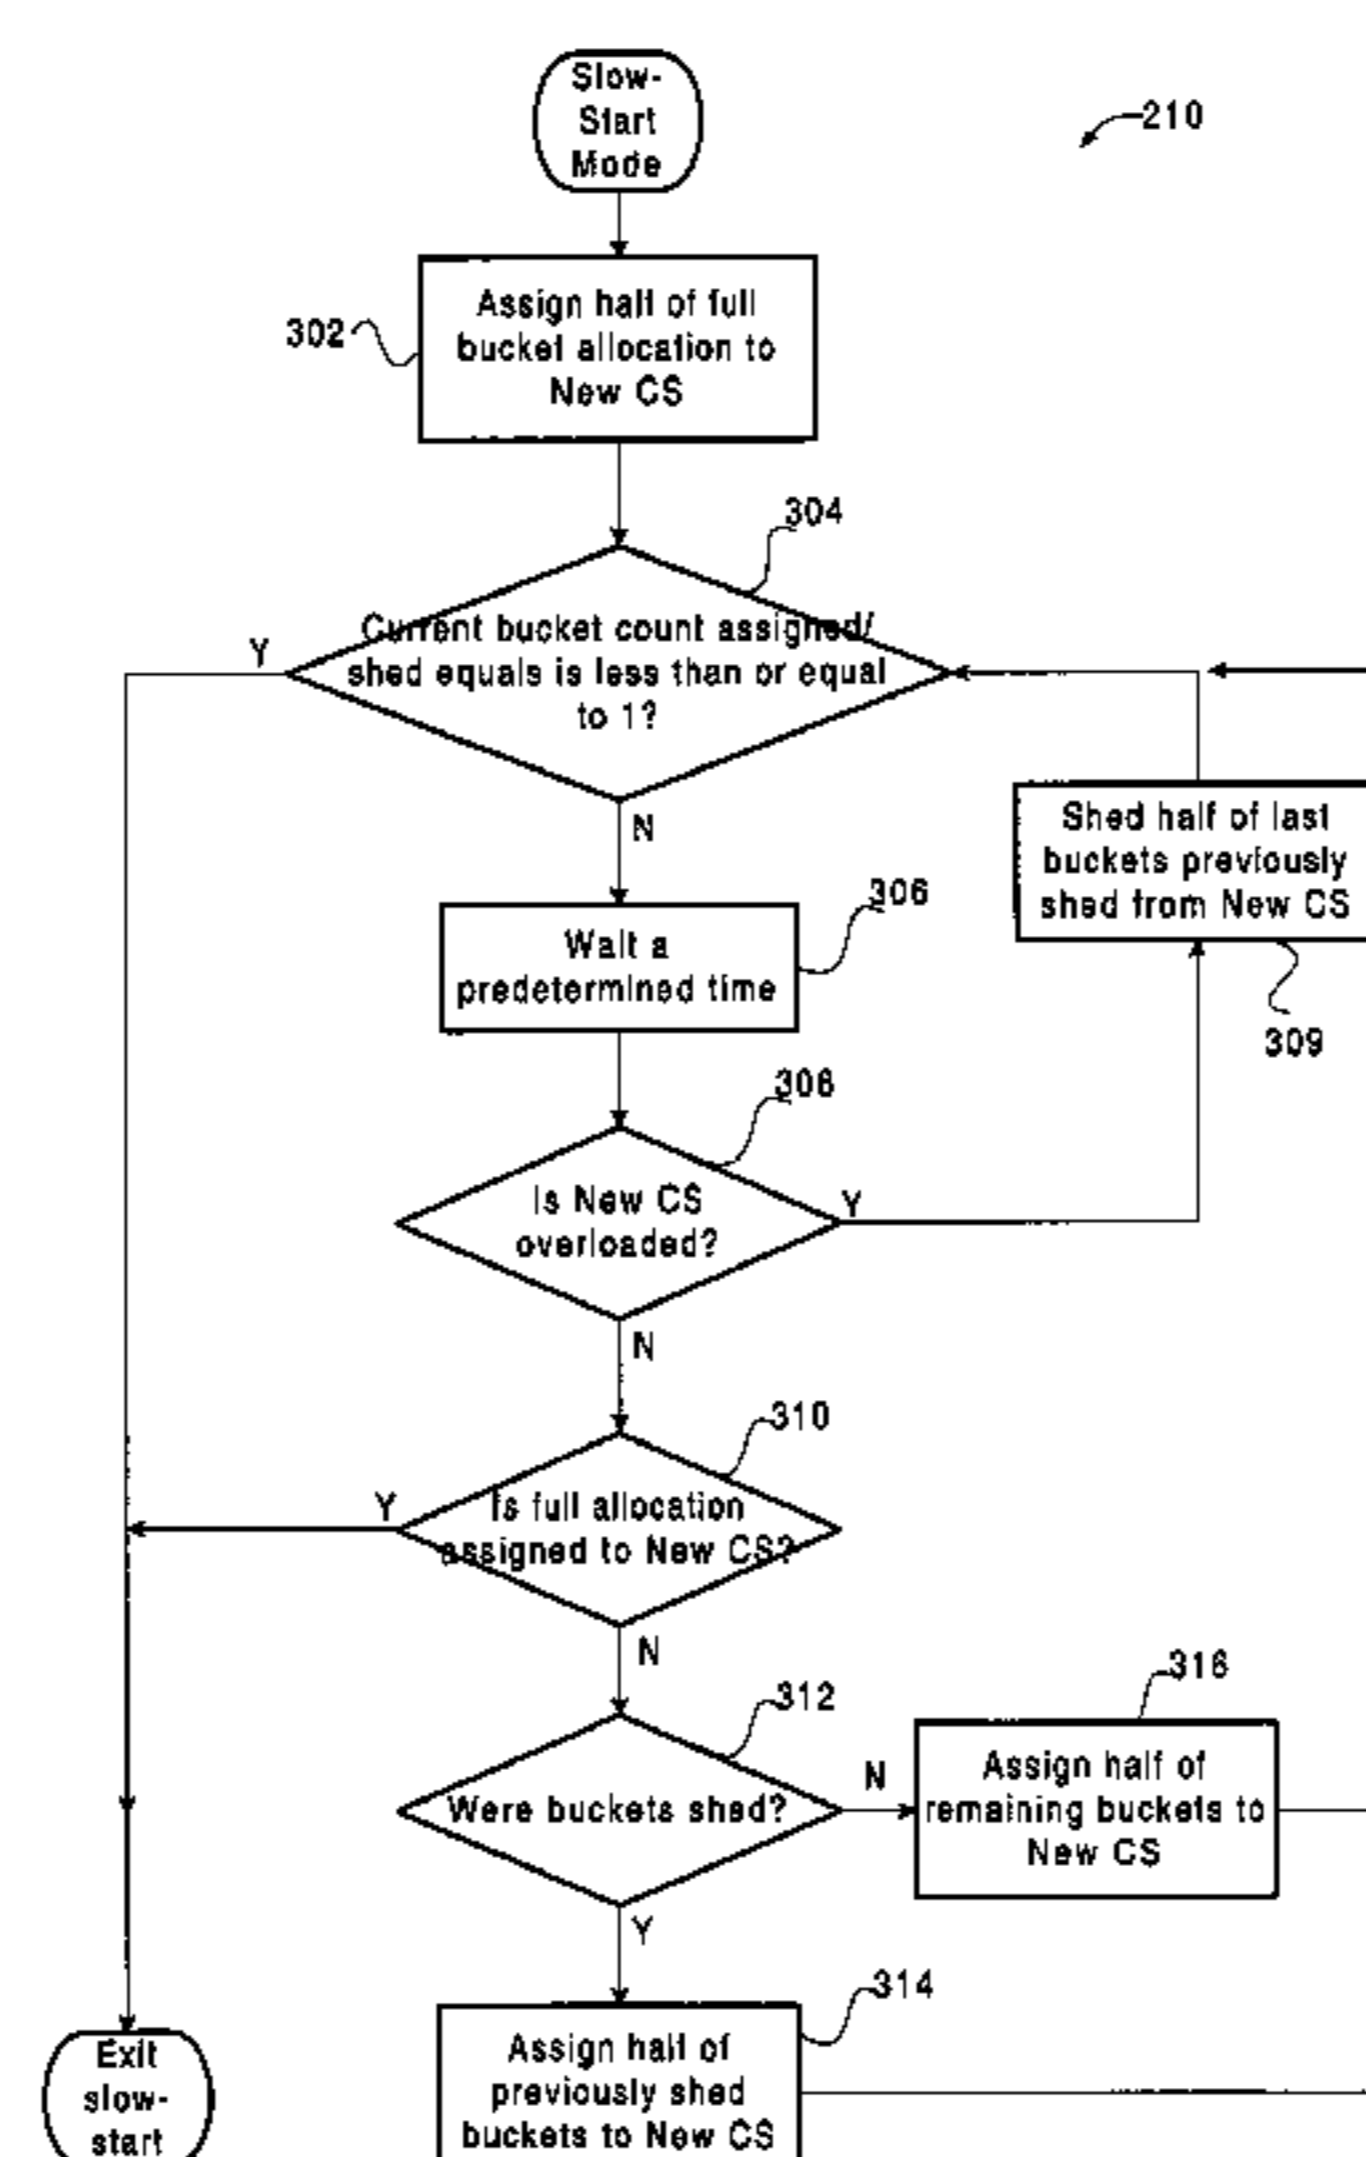 Slow-
Start
Mode
210
302
Assign half of full
bucket allocation to
New CS
304
Y
Current bucket count assigned/
shed equals is less than or equal
to 1?
N
Shed half of last
buckets previously
shed from New CS
309
306
Wait a
predetermined time
308
Is New CS
overloaded?
Y
N
310
Y
Is full allocation
assigned to New CS?
N
312
316
Were buckets shed?
N
Assign half of
remaining buckets to
New CS
Y
314
Assign half of
previously shed
buckets to New CS
Exit
slow-
start